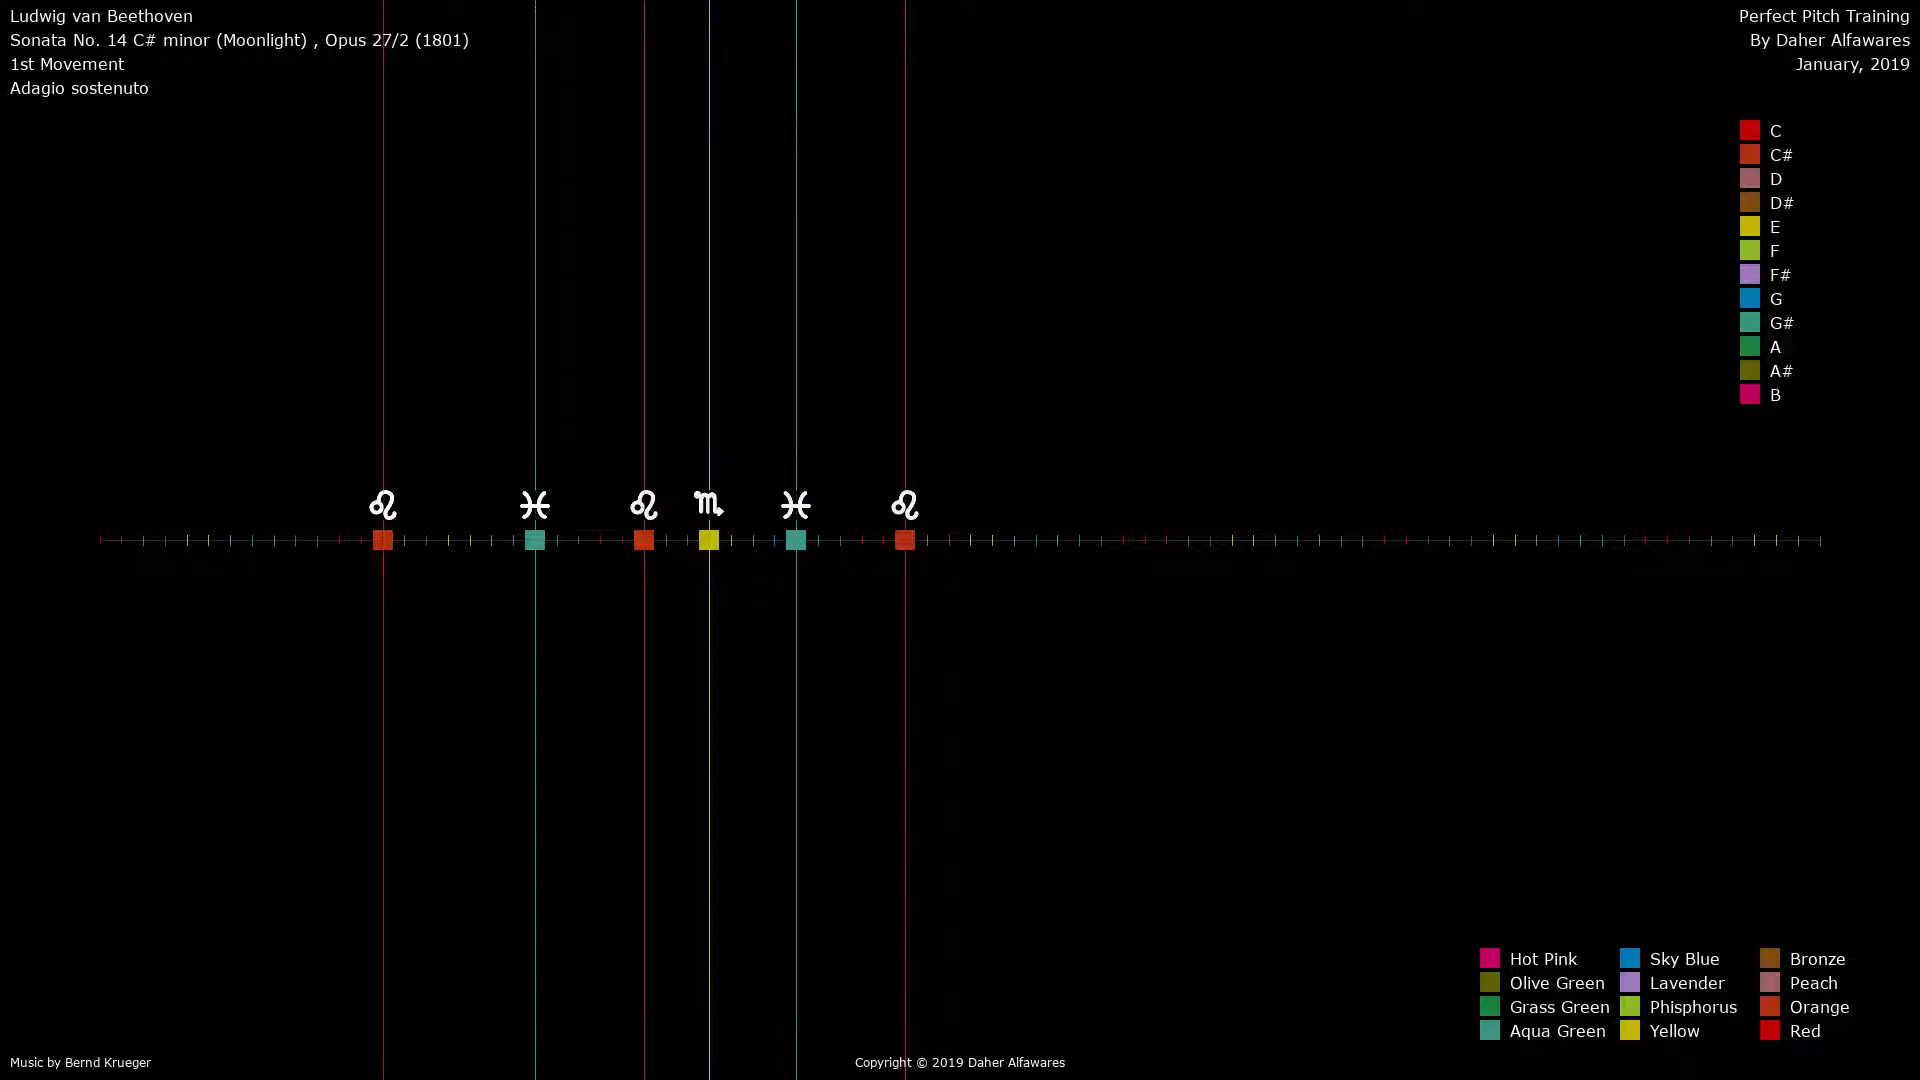 Ludwig van Beethoven
Sonata No. 14 C# minor (Moonlight) , Opus 27/2 (1801)
1st Movement
Adagio sostenuto
Perfect Pitch Training
By Daher Alfawares
January, 2019
C
C#
D
D#
E
F
F#
G
G#
A
A#
B
♌ ♓ ♌ ♏ ♓ ♌
Hot Pink Sky Blue Bronze
Olive Green Lavender Peach
Grass Green Phisphorus Orange
Aqua Green Yellow Red
Music by Bernd Krueger
Copyright © 2019 Daher Alfawares